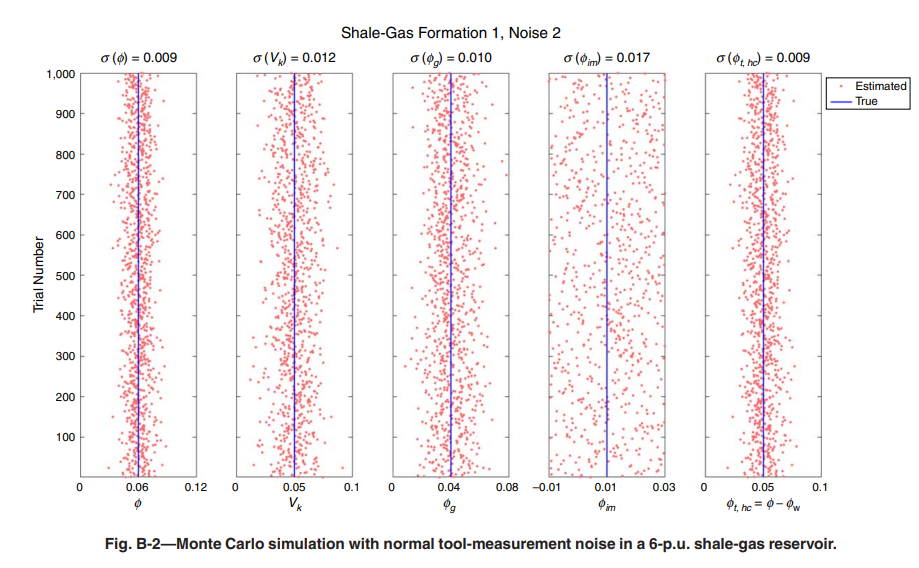 Shale-Gas Formation 1, Noise 2
σ (ϕ) = 0.009 σ (Vk) = 0.012 σ (ϕg) = 0.010 σ (ϕim) = 0.017 σ (ϕt, hc) = 0.009
Estimated
True
Trial Number
1,000
900
800
700
600
500
400
300
200
100
0 0.06 0.12 0 0.05 0.1 0 0.04 0.08 –0.01 0.01 0.03 0 0.05 0.1
ϕ Vk ϕg ϕim ϕt, hc = ϕ – ϕw
Fig. B-2—Monte Carlo simulation with normal tool-measurement noise in a 6-p.u. shale-gas reservoir.